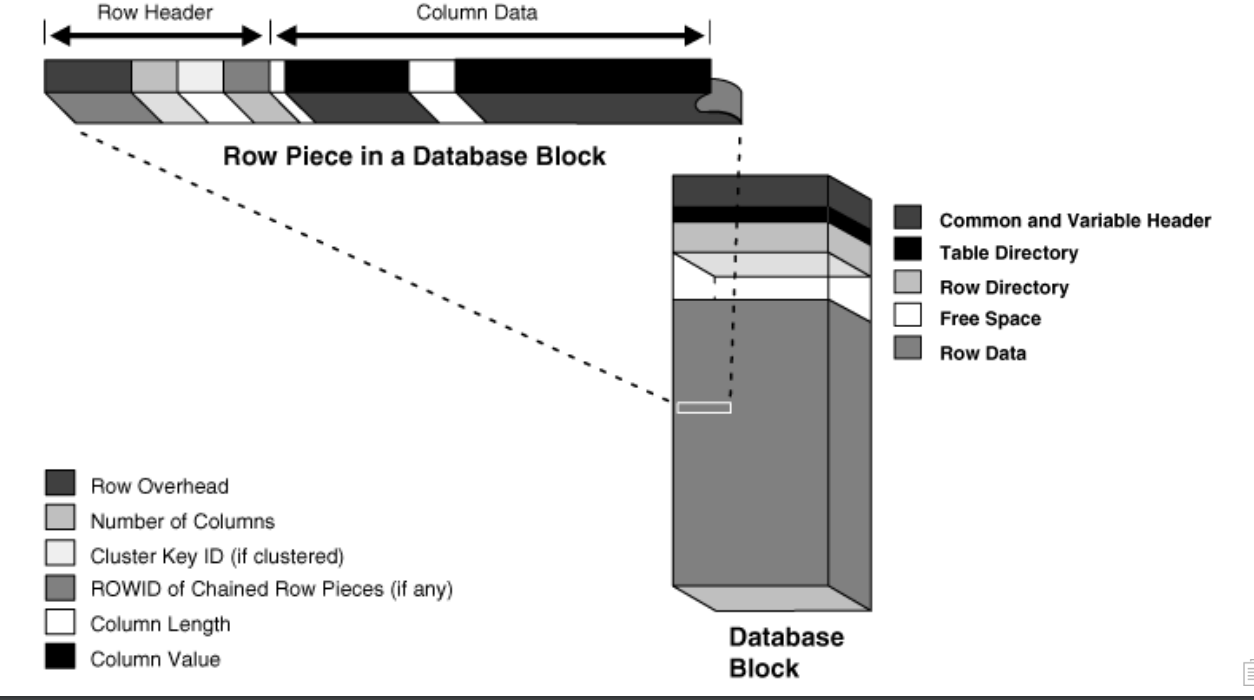 Row Header
Column Data
Row Piece in a Database Block
Common and Variable Header
Table Directory
Row Directory
Free Space
Row Data
Row Overhead
Number of Columns
Cluster Key ID (if clustered)
ROWID of Chained Row Pieces (if any)
Column Length
Column Value
Database
Block